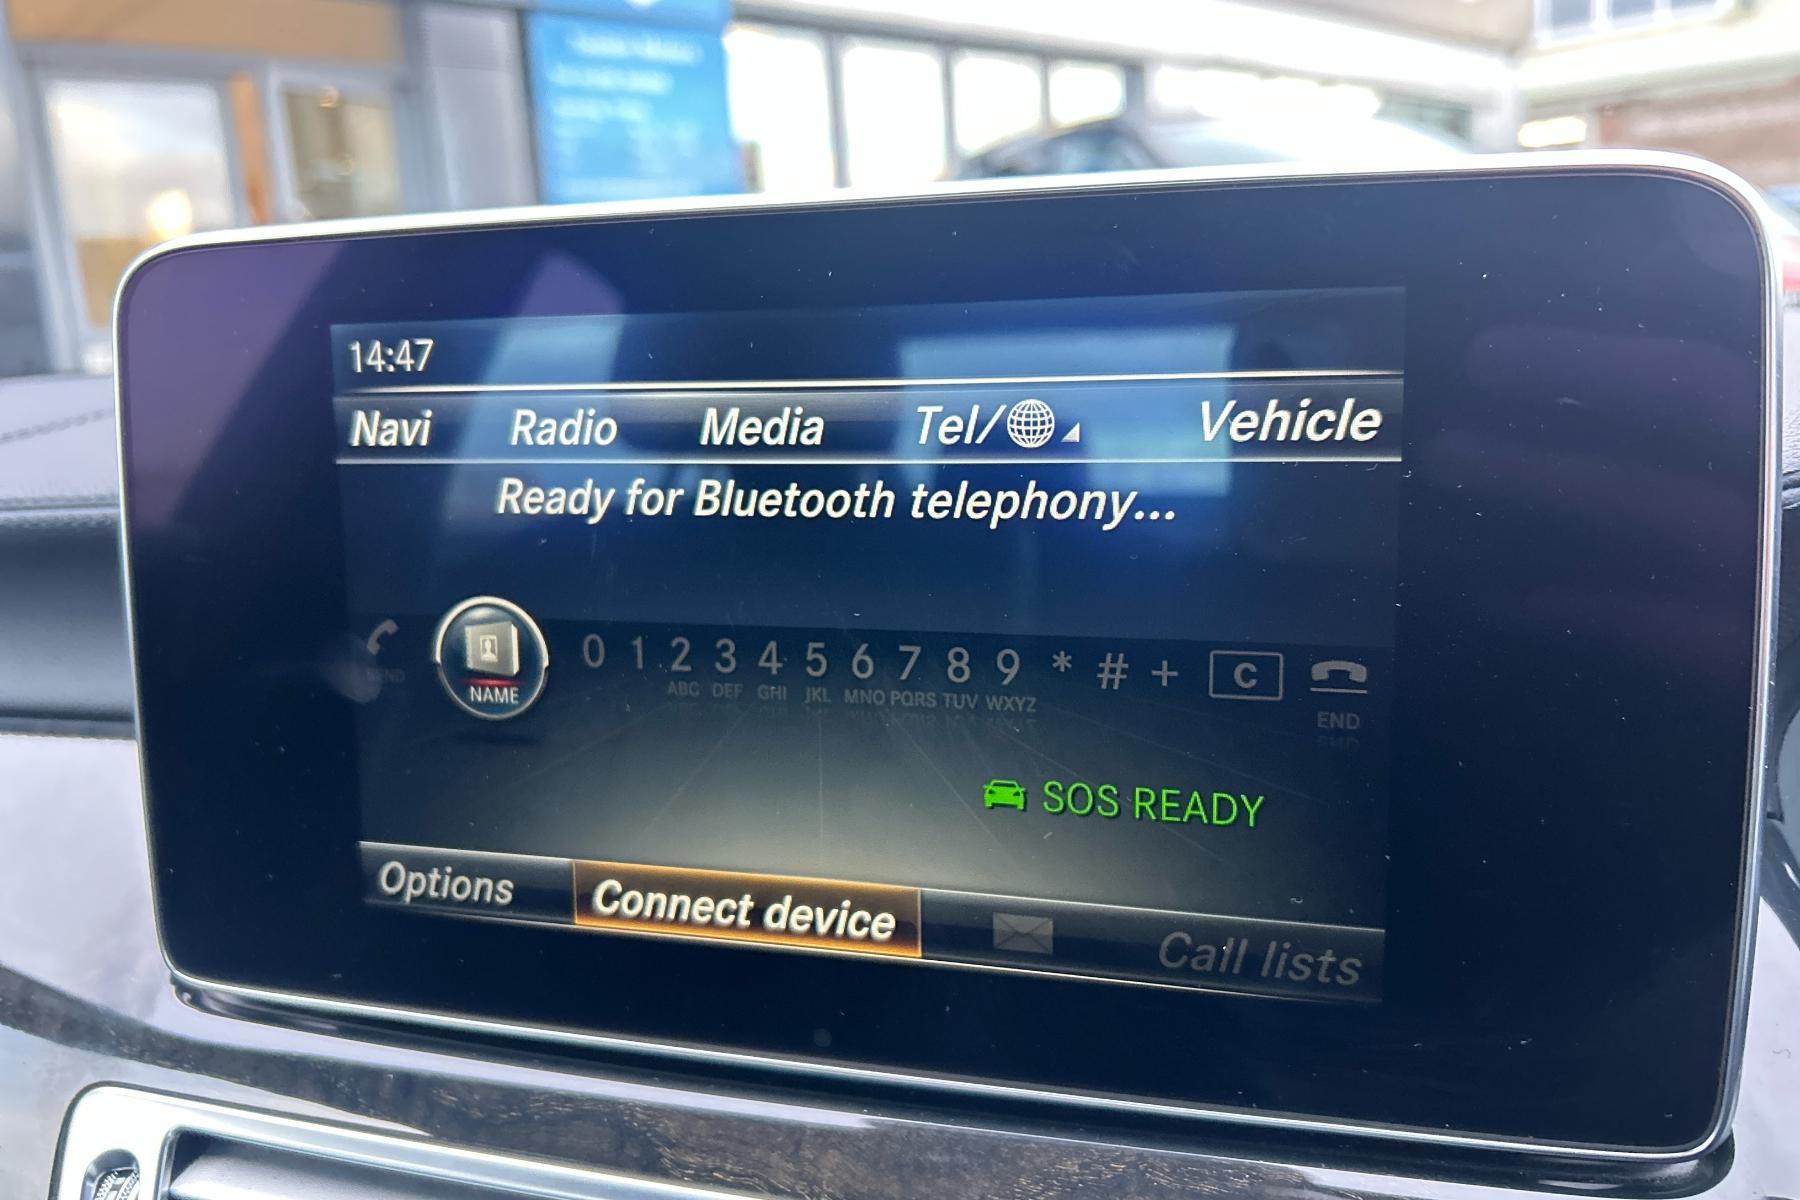 14:47
Navi Radio Media Tel/ Vehicle
Ready for Bluetooth telephony...
SEND NAME 0 1 2 3 4 5 6 7 8 9 * # + C
ABC DEF GHI JKL MNO PQRS TUV WXYZ END
SOS READY
Options Connect device Call lists